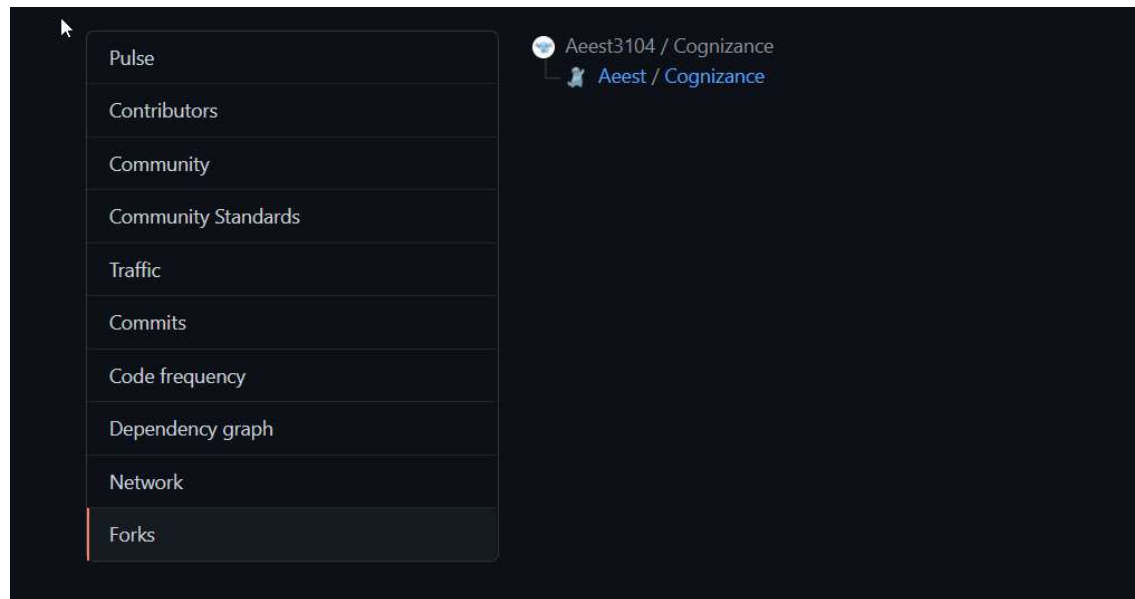 Pulse
Contributors
Community
Community Standards
Traffic
Commits
Code frequency
Dependency graph
Network
Forks
Aeest3104 / Cognizance
Aeest / Cognizance